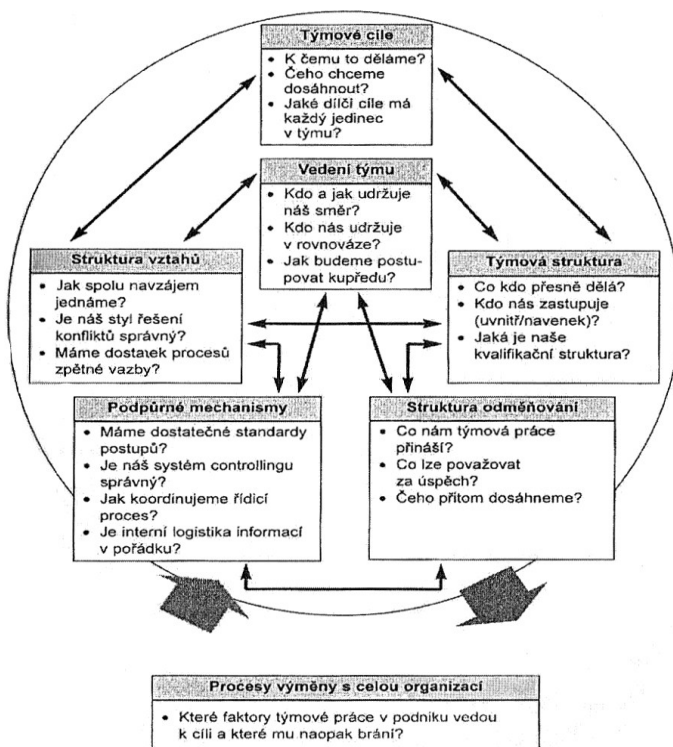 Týmové cíle
• K čemu to děláme?
• Čeho chceme
dosáhnout?
• Jaké dílčí cíle má
každý jedinec
v týmu?
Vedení týmu
• Kdo a jak udržuje
náš směr?
• Kdo nás udržuje
v rovnováze?
• Jak budeme postu-
povat kupředu?
Struktura vztahů
• Jak spolu navzájem
jednáme?
• Je náš styl řešení
konfliktů správný?
• Máme dostatek procesů
zpětné vazby?
Týmová struktura
• Co kdo přesně dělá?
• Kdo nás zastupuje
(uvnitř/navenek)?
• Jaká je naše
kvalifikační struktura?
Podpůrné mechanismy
• Máme dostatečné standardy
postupů?
• Je náš systém controllingu
správný?
• Jak koordinujeme řídicí
proces?
• Je interní logistika informací
v pořádku?
Struktura odměňování
• Co nám týmová práce
přináší?
• Co lze považovat
za úspěch?
• Čeho přitom dosáhneme?
Procesy výměny s celou organizací
• Které faktory týmové práce v podniku vedou
k cíli a které mu naopak brání?